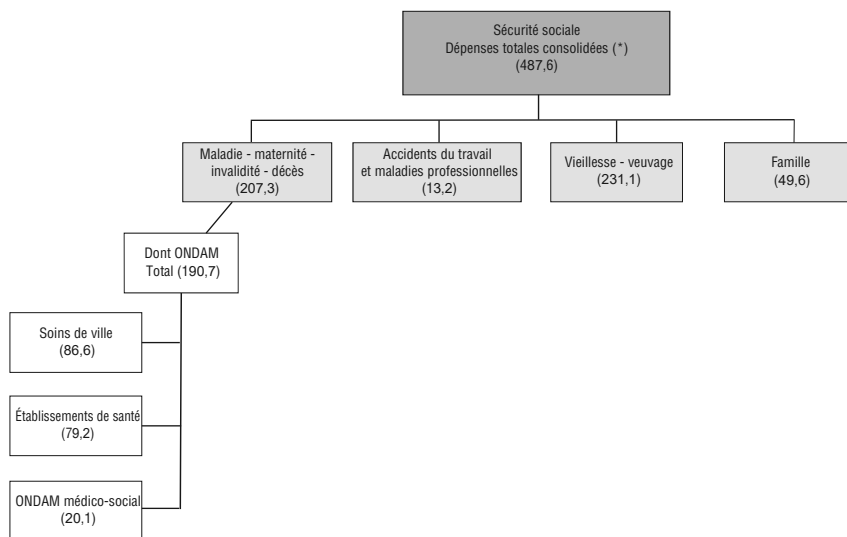 Sécurité sociale
Dépenses totales consolidées (*)
(487,6)
Maladie - maternité -
invalidité - décès
(207,3)
Accidents du travail
et maladies professionnelles
(13,2)
Vieillesse - veuvage
(231,1)
Famille
(49,6)
Dont ONDAM
Total (190,7)
Soins de ville
(86,6)
Établissements de santé
(79,2)
ONDAM médico-social
(20,1)